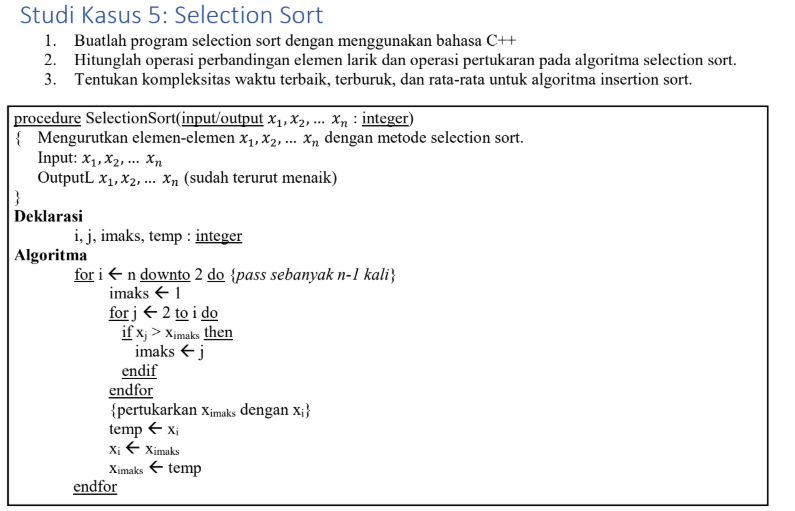 Studi Kasus 5: Selection Sort
1. Buatlah program selection sort dengan menggunakan bahasa C++
2. Hitunglah operasi perbandingan elemen larik dan operasi pertukaran pada algoritma selection sort.
3. Tentukan kompleksitas waktu terbaik, terburuk, dan rata-rata untuk algoritma insertion sort.
procedure SelectionSort(input/output x₁, x₂, ... xₙ : integer)
{ Mengurutkan elemen-elemen x₁, x₂, ... xₙ dengan metode selection sort.
Input: x₁, x₂, ... xₙ
OutputL x₁, x₂, ... xₙ (sudah terurut menaik)
}
Deklarasi
i, j, imaks, temp : integer
Algoritma
for i ← n downto 2 do {pass sebanyak n-1 kali}
imaks ← 1
for j ← 2 to i do
if xj >ximaks then
imaks ← j
endif
endfor
{pertukarkan ximaks dengan xi}
temp ← xi
xi ← ximaks
ximaks ← temp
endfor